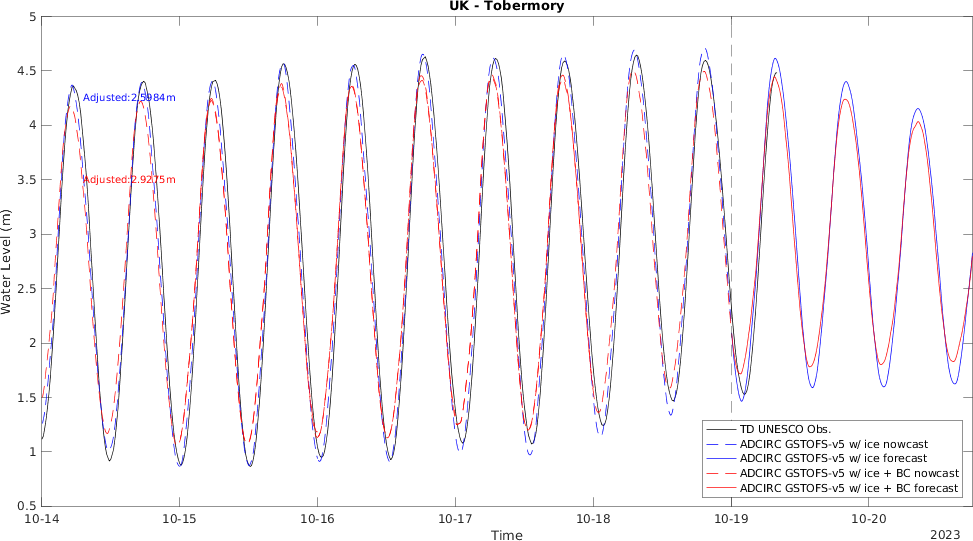 UK - Tobermory
5
4.5
4
3.5
3
2.5
2
1.5
1
0.5
Water Level (m)
Adjusted:2.5984m
Adjusted:2.9275m
TD UNESCO Obs.
ADCIRC GSTOFS-v5 w/ ice nowcast
ADCIRC GSTOFS-v5 w/ ice forecast
ADCIRC GSTOFS-v5 w/ ice + BC nowcast
ADCIRC GSTOFS-v5 w/ ice + BC forecast
10-14 10-15 10-16 10-17 10-18 10-19 10-20
Time
2023